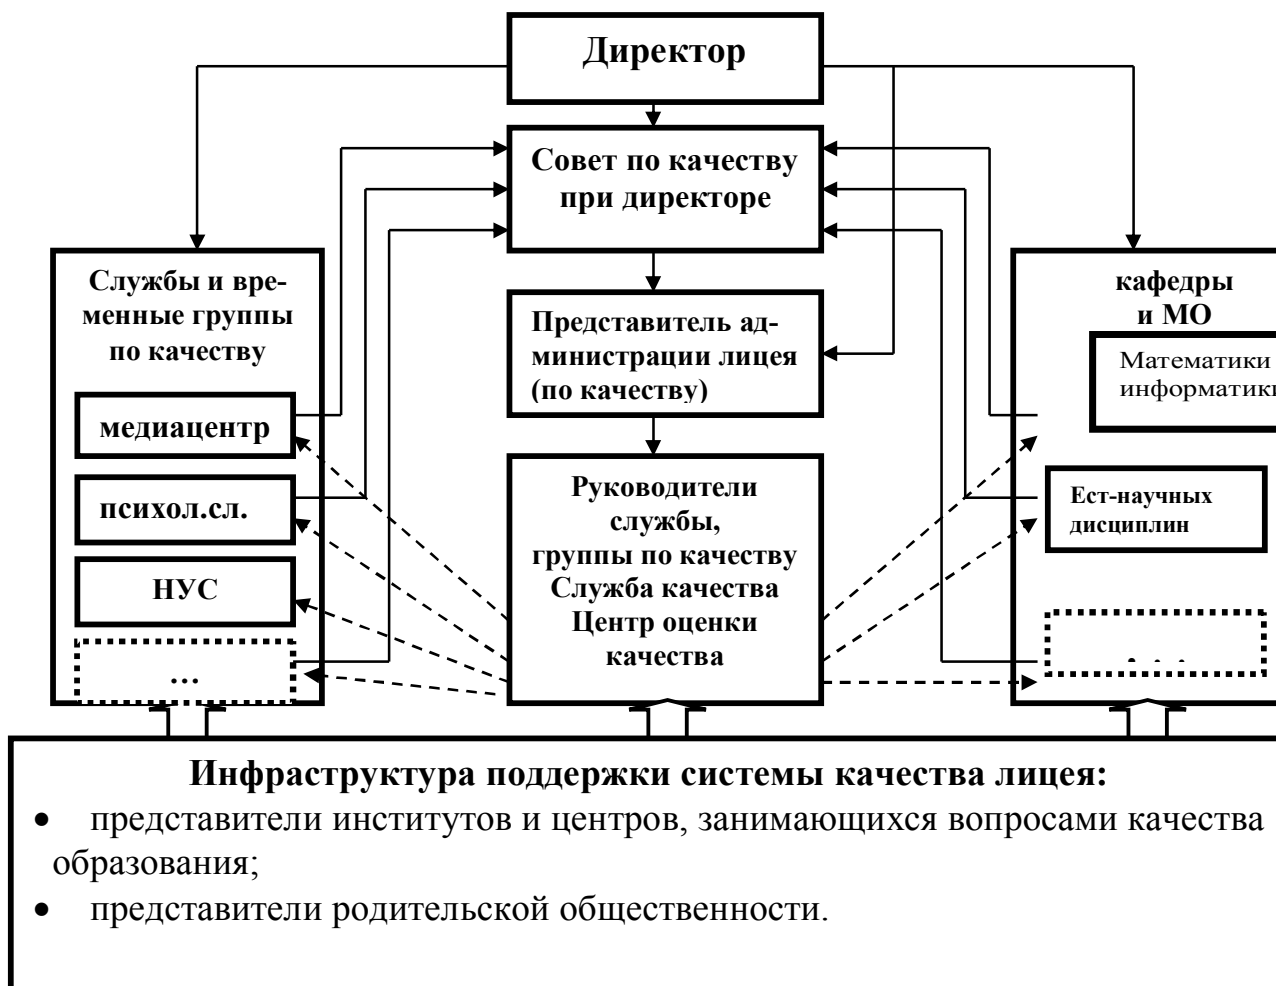 Директор
Совет по качеству
при директоре
Службы и вре-
менные группы
по качеству
медиацентр
психол.сл.
НУС
...
Представитель ад-
министрации лицея
(по качеству)
Руководители
службы,
группы по качеству
Служба качества
Центр оценки
качества
кафедры
и МО
Математики
информатики
Ест-научных
дисциплин
. . .
Инфраструктура поддержки системы качества лицея:
• представители институтов и центров, занимающихся вопросами качества
образования;
• представители родительской общественности.